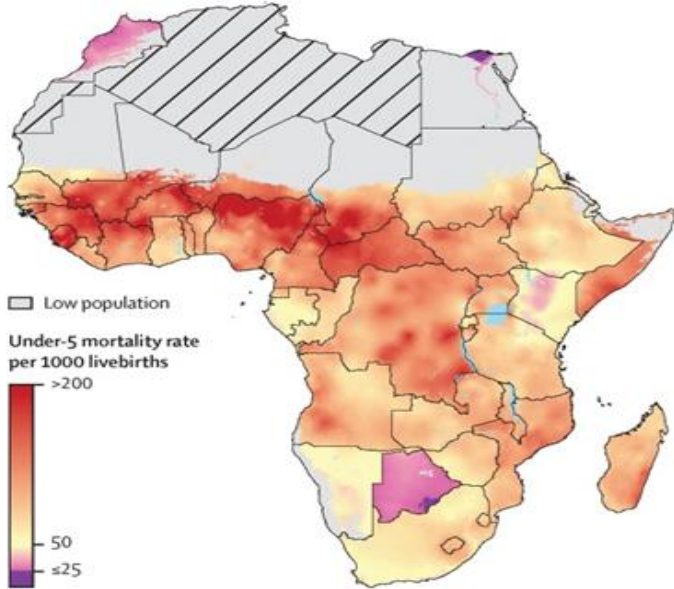 Low population
Under-5 mortality rate
per 1000 livebirths
>200
50
≤25